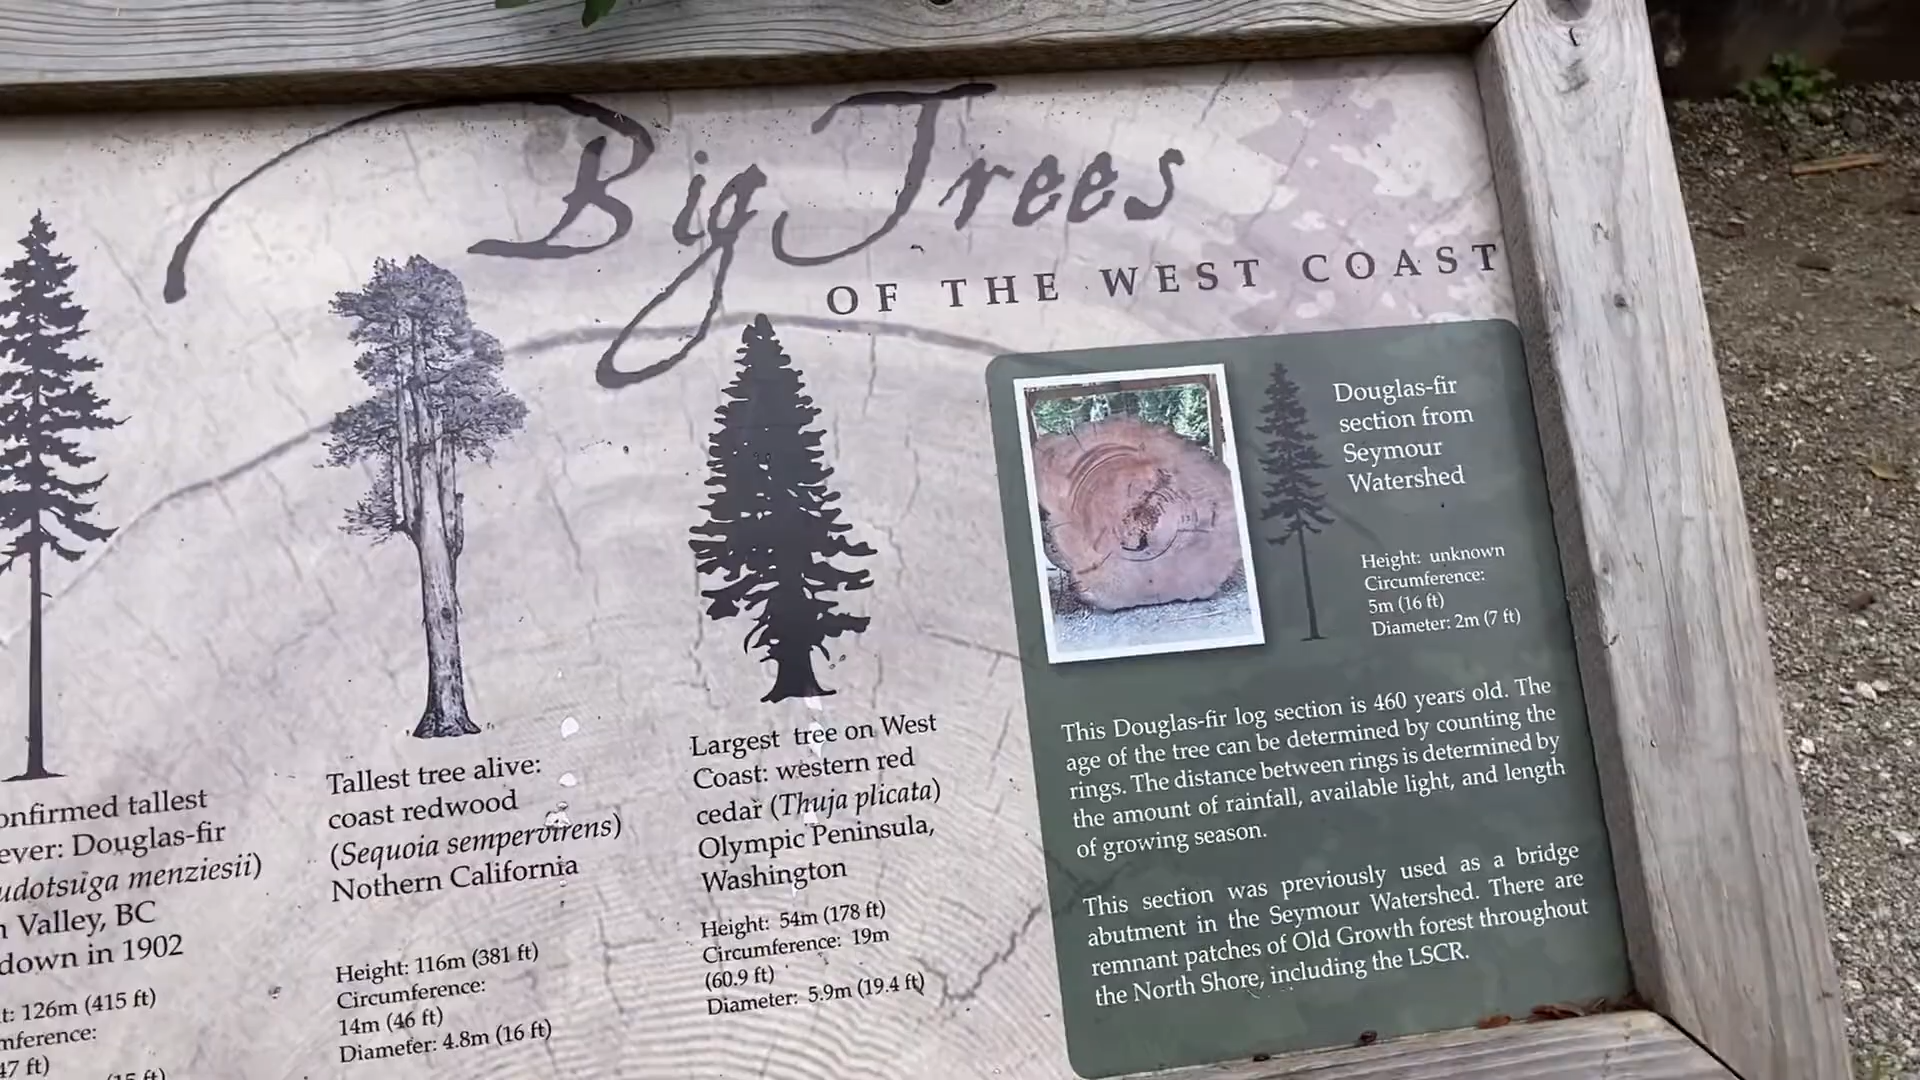 Big Trees
OF THE WEST COAST
onfirmed tallest
ever: Douglas-fir
udotsuga menziesii)
n Valley, BC
down in 1902
t: 126m (415 ft)
mference:
47 ft)
(15 ft)
Tallest tree alive:
coast redwood
(Sequoia sempervirens)
Nothern California
Height: 116m (381 ft)
Circumference:
14m (46 ft)
Diameter: 4.8m (16 ft)
Largest tree on West
Coast: western red
cedar (Thuja plicata)
Olympic Peninsula,
Washington
Height: 54m (178 ft)
Circumference: 19m
(60.9 ft)
Diameter: 5.9m (19.4 ft)
Douglas-fir
section from
Seymour
Watershed
Height: unknown
Circumference:
5m (16 ft)
Diameter: 2m (7 ft)
This Douglas-fir log section is 460 years old. The
age of the tree can be determined by counting the
rings. The distance between rings is determined by
the amount of rainfall, available light, and length
of growing season.
This section was previously used as a bridge
abutment in the Seymour Watershed. There are
remnant patches of Old Growth forest throughout
the North Shore, including the LSCR.